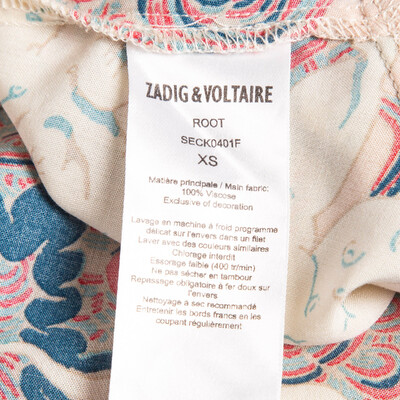 ZADIG & VOLTAIRE
ROOT
SECK0401F
XS
Matière principale / Main fabric:
100% Viscose
Exclusive of decoration
Lavage en machine à froid programme
délicat sur l'envers dans un filet
Laver avec des couleurs similaires
Chlorage interdit
Essorage faible (400 tr/min)
Ne pas sécher en tambour
Repassage obligatoire à fer doux sur
l'envers
Nettoyage à sec recommandé
Entretenir les bords francs en les
coupant régulièrement